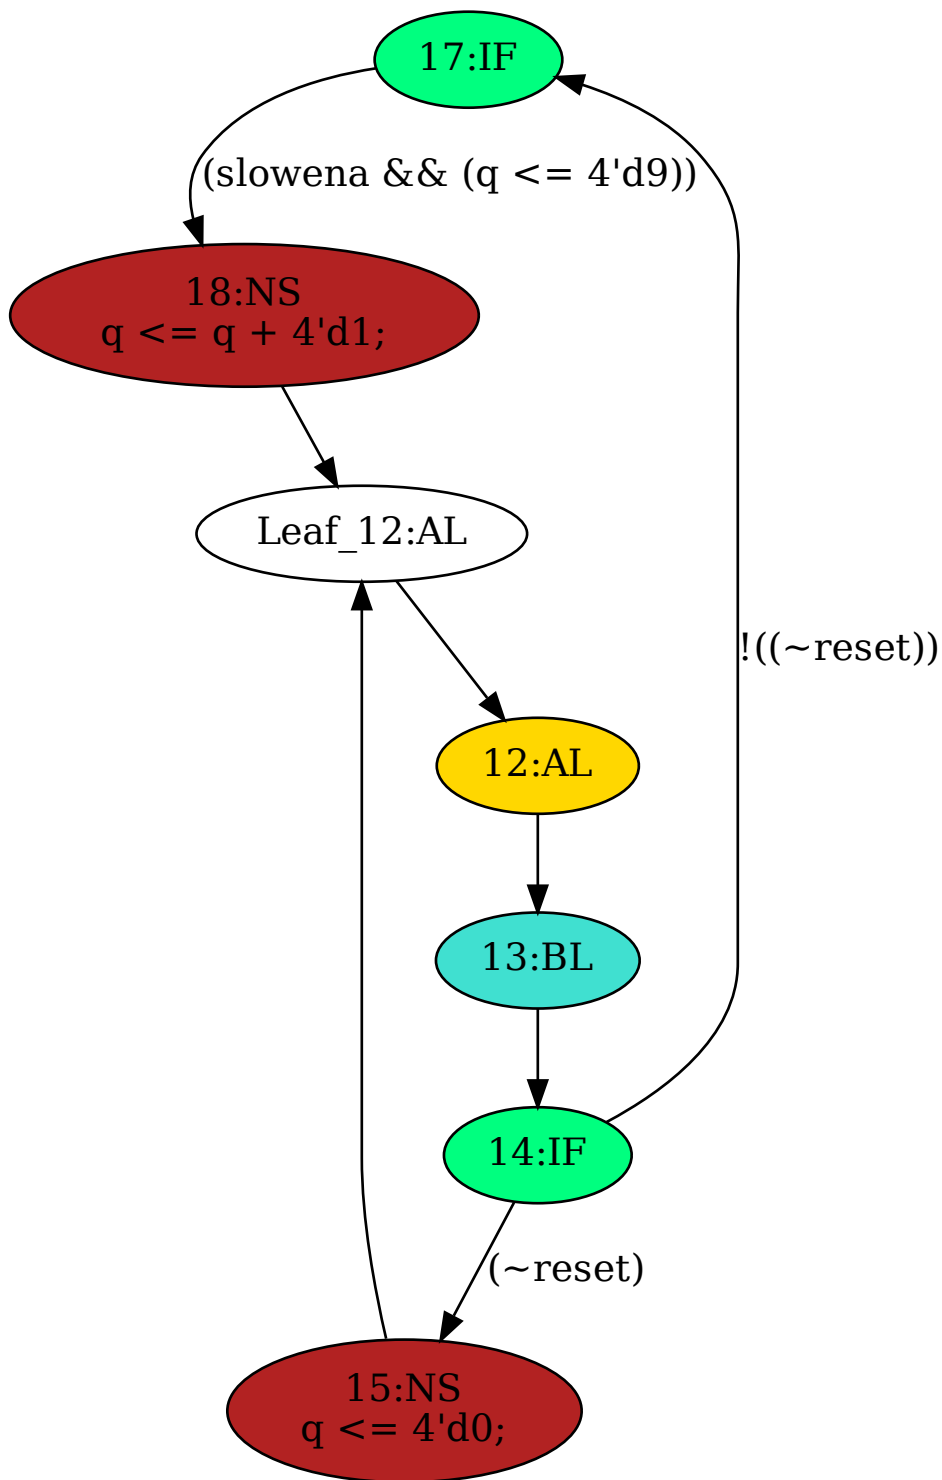 17:IF
(slowena && (q <= 4'd9))
18:NS
q <= q + 4'd1;
Leaf_12:AL
!((~reset))
12:AL
13:BL
14:IF
(~reset)
15:NS
q <= 4'd0;